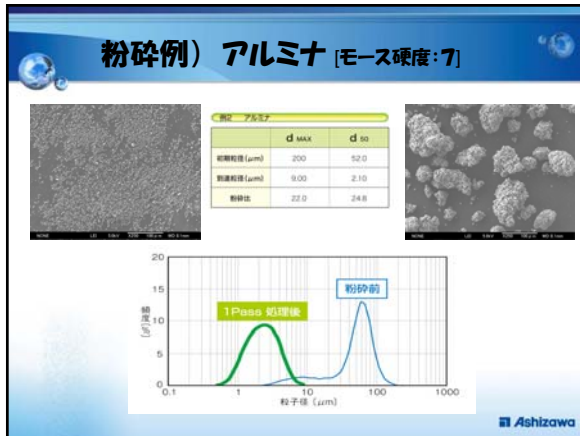 粉砕例) アルミナ [モース硬度:7]
例2 アルミナ
d MAX d 50
初期粒径(μm) 200 52.0
到達粒径(μm) 9.00 2.10
粉砕比 22.0 24.8
20
15
10
5
0
頻度[%]
1Pass 処理後
粉砕前
0.1 1 10 100 1000
粒子径 [μm]
Ashizawa